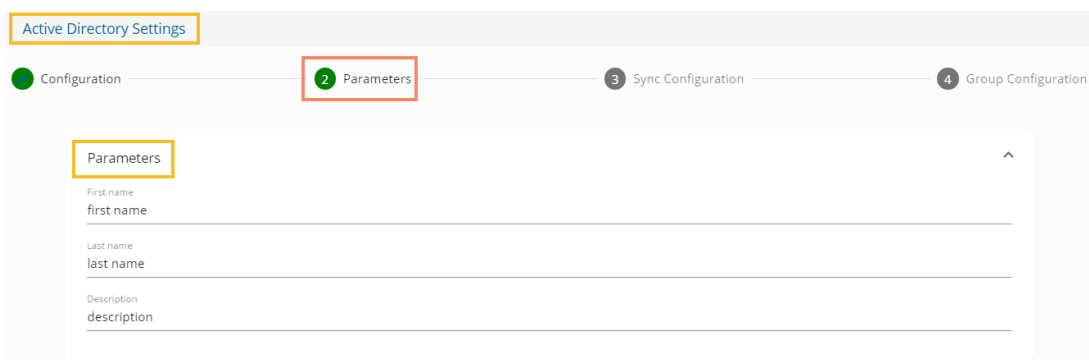 Active Directory Settings
Configuration 2 Parameters 3 Sync Configuration 4 Group Configuration
Parameters
First name
first name
Last name
last name
Description
description